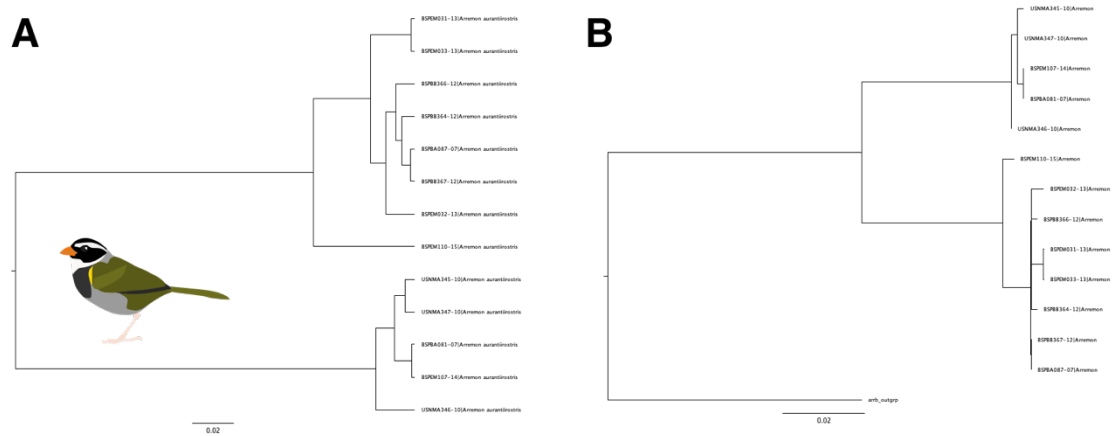 A
BSPEM031-13|Arremon aurantiirostris
BSPEM033-13|Arremon aurantiirostris
BSPBB366-12|Arremon aurantiirostris
BSPBB364-12|Arremon aurantiirostris
BSPBA087-07|Arremon aurantiirostris
BSPBB367-12|Arremon aurantiirostris
BSPEM032-13|Arremon aurantiirostris
BSPEM110-15|Arremon aurantiirostris
USNMA345-10|Arremon aurantiirostris
USNMA347-10|Arremon aurantiirostris
BSPBA081-07|Arremon aurantiirostris
BSPEM107-14|Arremon aurantiirostris
USNMA346-10|Arremon aurantiirostris
0.02
B
USNMA345-10|Arremon
USNMA347-10|Arremon
BSPEM107-14|Arremon
BSPBA081-07|Arremon
USNMA346-10|Arremon
BSPEM110-15|Arremon
BSPEM032-13|Arremon
BSPBB366-12|Arremon
BSPEM031-13|Arremon
BSPEM033-13|Arremon
BSPBB364-12|Arremon
BSPBB367-12|Arremon
BSPBA087-07|Arremon
arrb_outgrp
0.02